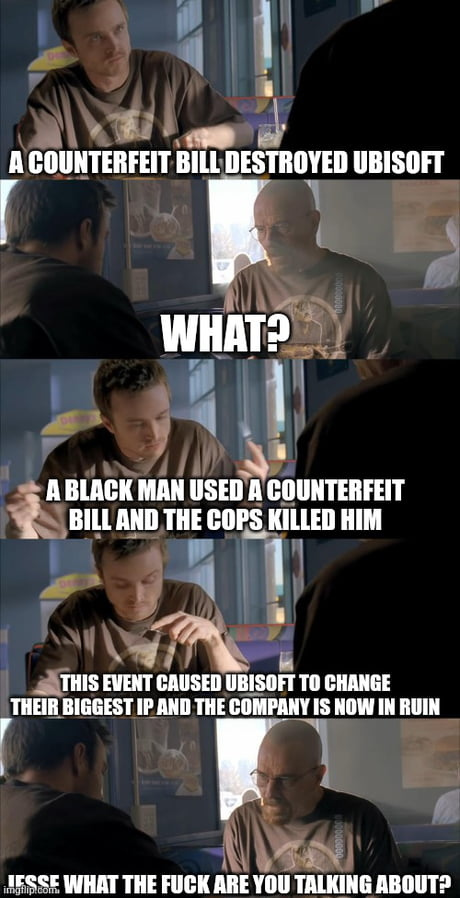 A COUNTERFEIT BILL DESTROYED UBISOFT
WHAT?
A BLACK MAN USED A COUNTERFEIT
BILL AND THE COPS KILLED HIM
THIS EVENT CAUSED UBISOFT TO CHANGE
THEIR BIGGEST IP AND THE COMPANY IS NOW IN RUIN
JESSE WHAT THE FUCK ARE YOU TALKING ABOUT?
imgflip.com